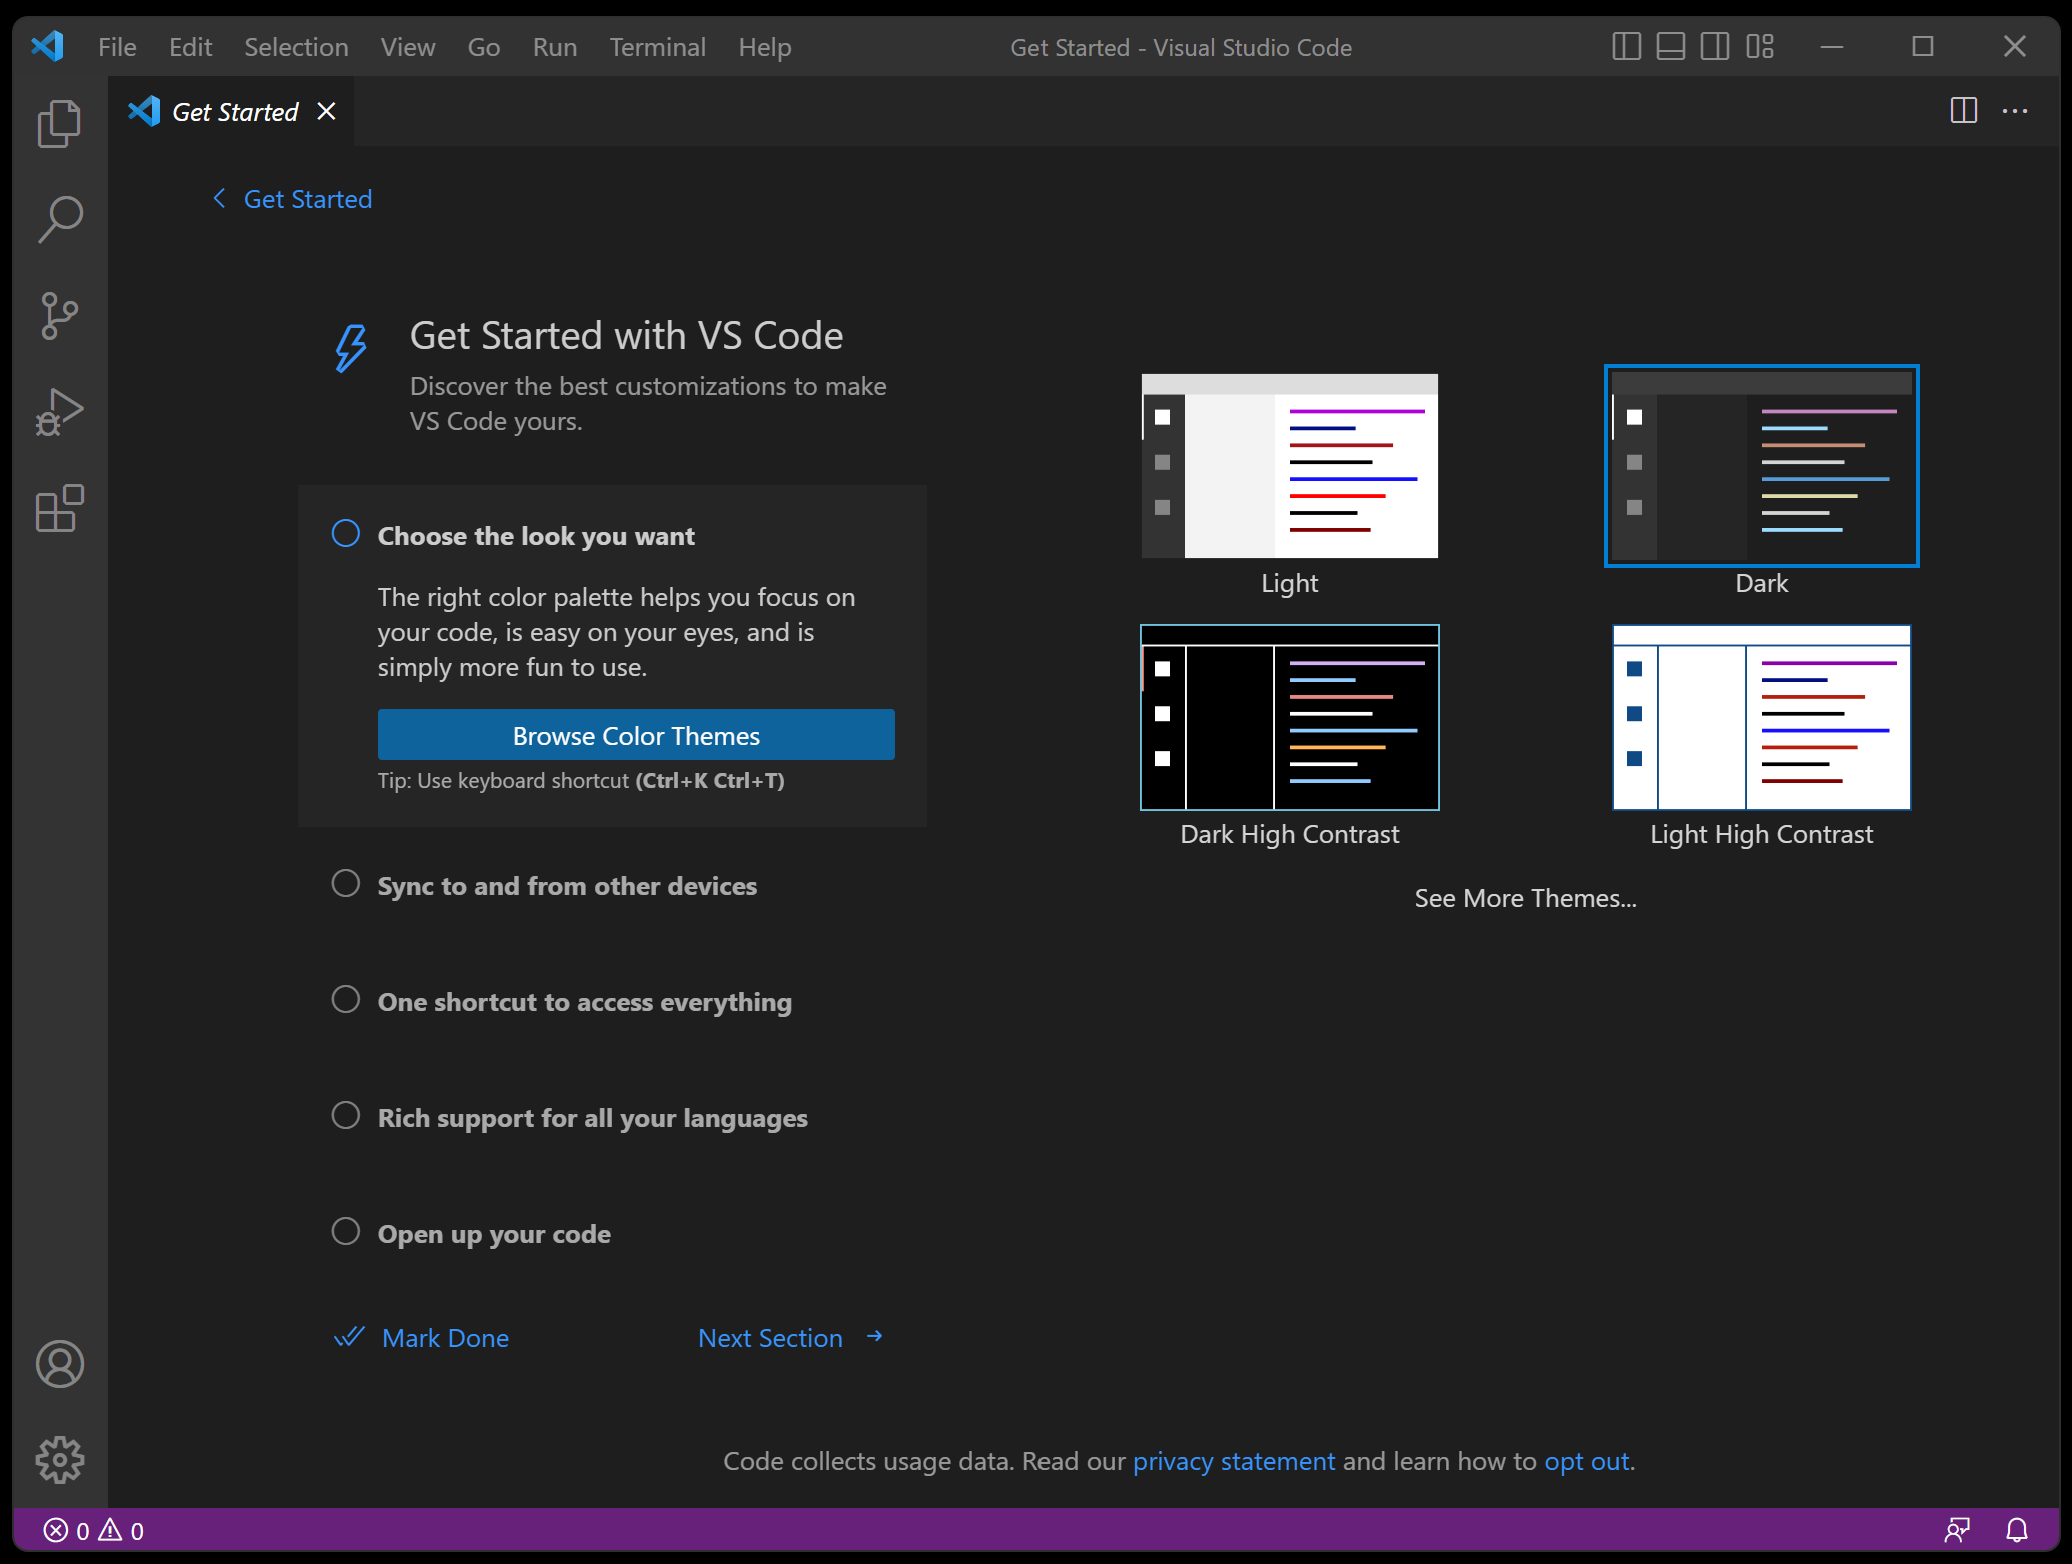 File Edit Selection View Go Run Terminal Help
Get Started - Visual Studio Code
Get Started
Get Started
Get Started with VS Code
Discover the best customizations to make
VS Code yours.
Choose the look you want
The right color palette helps you focus on
your code, is easy on your eyes, and is
simply more fun to use.
Browse Color Themes
Tip: Use keyboard shortcut (Ctrl+K Ctrl+T)
Sync to and from other devices
One shortcut to access everything
Rich support for all your languages
Open up your code
Mark Done
Next Section
Light
Dark
Dark High Contrast
Light High Contrast
See More Themes...
Code collects usage data. Read our privacy statement and learn how to opt out.
0 0